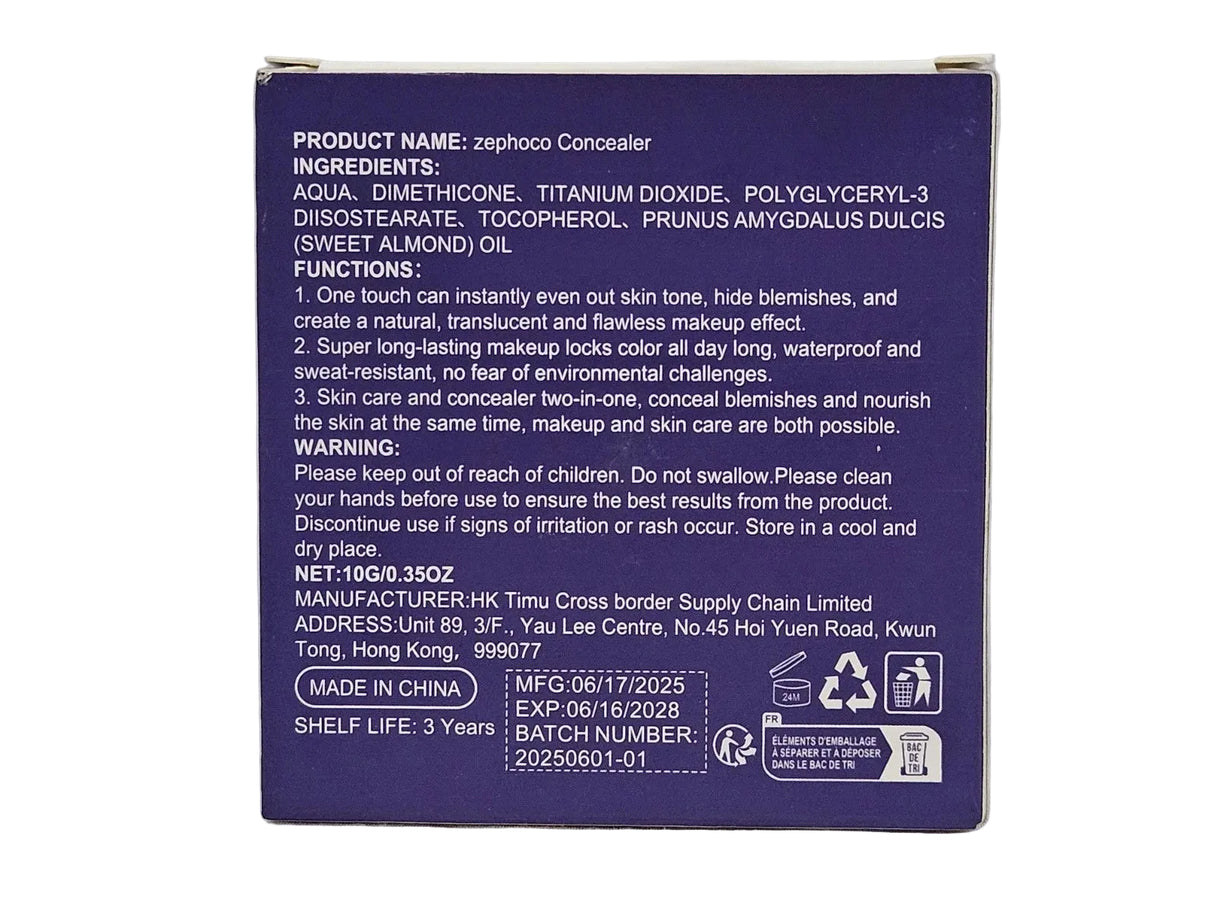 PRODUCT NAME: zephoco Concealer
INGREDIENTS:
AQUA、DIMETHICONE、TITANIUM DIOXIDE、POLYGLYCERYL-3
DIISOSTEARATE、TOCOPHEROL、PRUNUS AMYGDALUS DULCIS
(SWEET ALMOND) OIL
FUNCTIONS：
1. One touch can instantly even out skin tone, hide blemishes, and
create a natural, translucent and flawless makeup effect.
2. Super long-lasting makeup locks color all day long, waterproof and
sweat-resistant, no fear of environmental challenges.
3. Skin care and concealer two-in-one, conceal blemishes and nourish
the skin at the same time, makeup and skin care are both possible.
WARNING:
Please keep out of reach of children. Do not swallow.Please clean
your hands before use to ensure the best results from the product.
Discontinue use if signs of irritation or rash occur. Store in a cool and
dry place.
NET:10G/0.35OZ
MANUFACTURER:HK Timu Cross border Supply Chain Limited
ADDRESS:Unit 89, 3/F., Yau Lee Centre, No.45 Hoi Yuen Road, Kwun
Tong, Hong Kong，999077
MADE IN CHINA
SHELF LIFE: 3 Years
MFG:06/17/2025
EXP:06/16/2028
BATCH NUMBER:
20250601-01
24M
FR
ÉLÉMENTS D'EMBALLAGE
À SÉPARER ET À DÉPOSER
DANS LE BAC DE TRI
BAC
DE
TRI